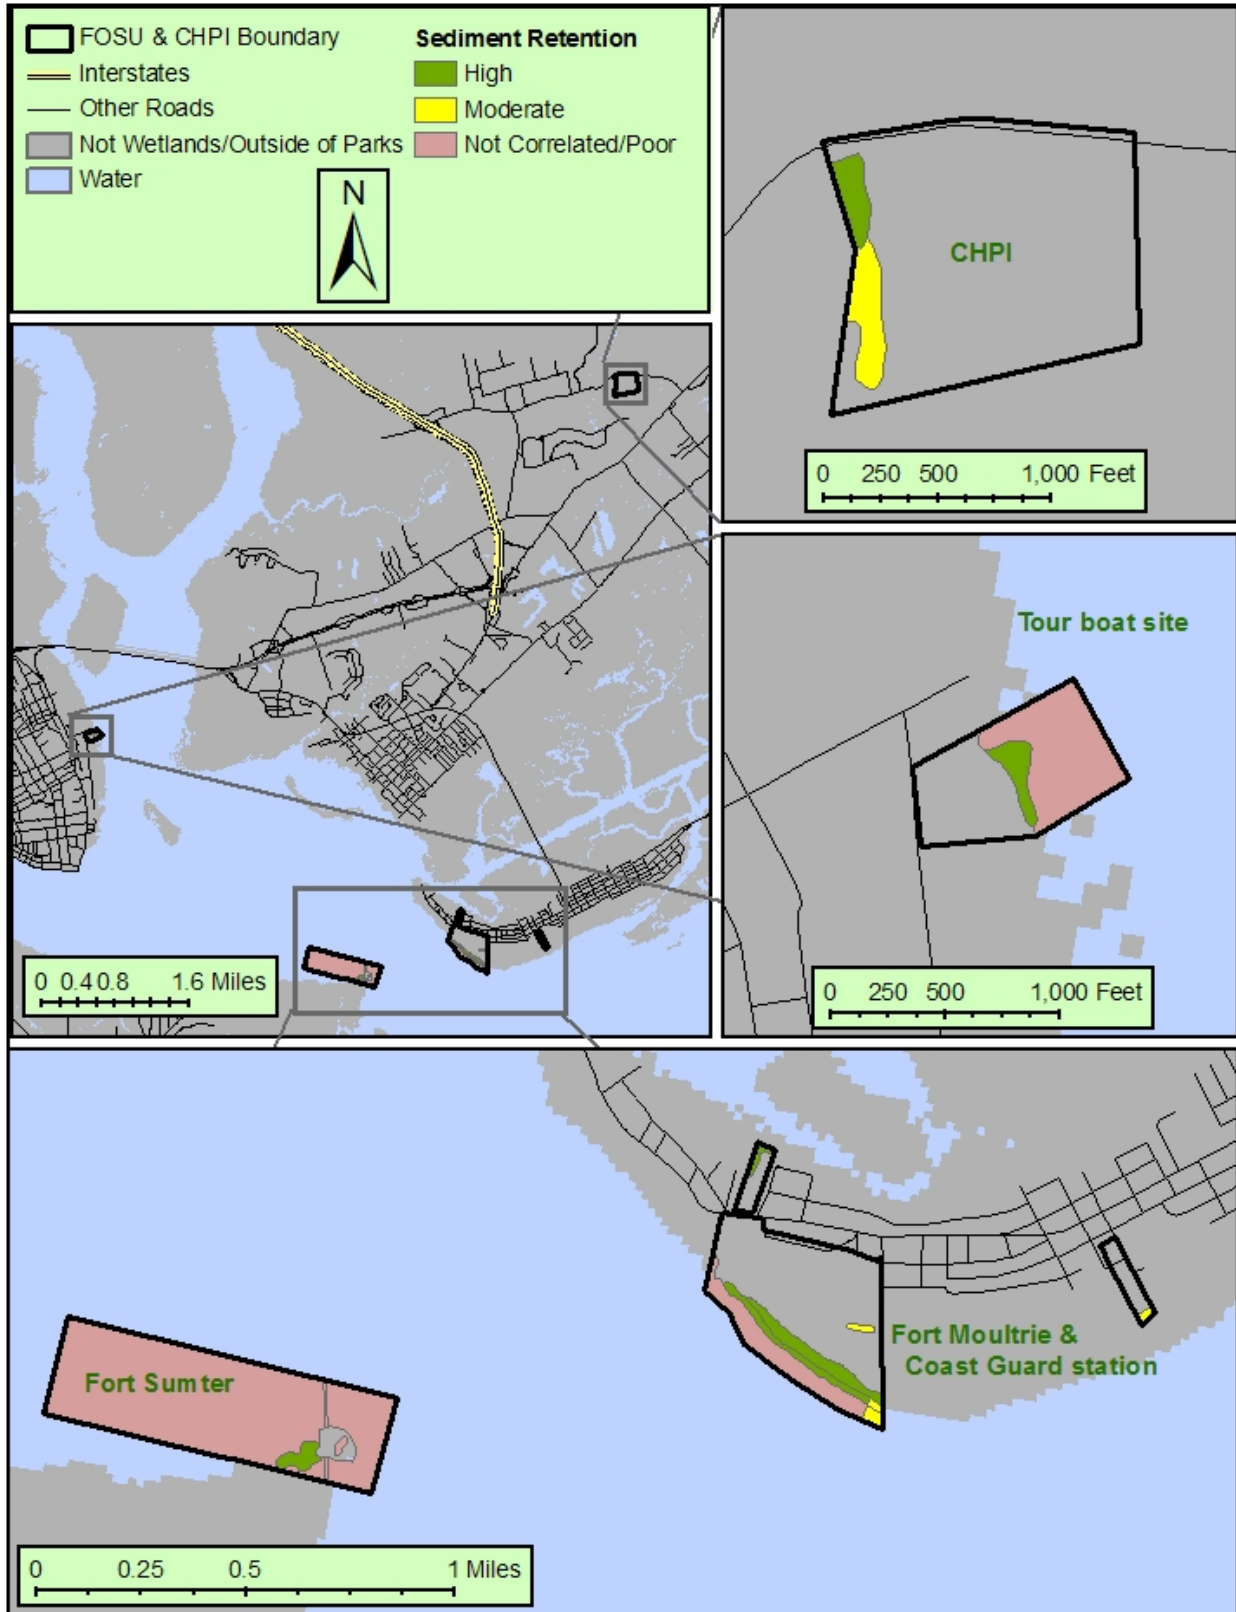 FOSU & CHPI Boundary
Interstates
Other Roads
Not Wetlands/Outside of Parks
Water
Sediment Retention
High
Moderate
Not Correlated/Poor
N
CHPI
0 250 500 1,000 Feet
Tour boat site
0 250 500 1,000 Feet
0 0.4 0.8 1.6 Miles
Fort Sumter
Fort Moultrie &
Coast Guard station
0 0.25 0.5 1 Miles